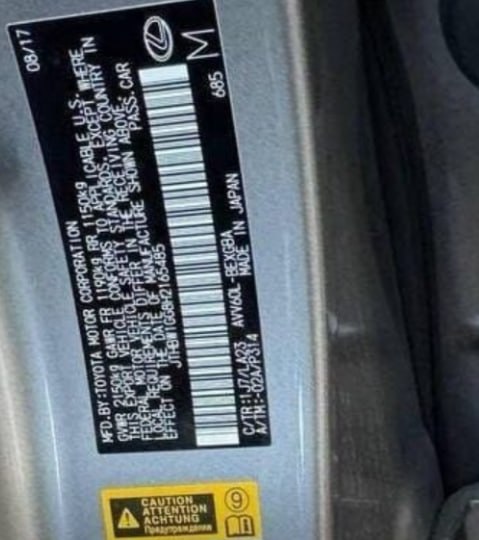 MFD.BY:TOYOTA MOTOR CORPORATION 08/17
GVWR 2150kg GAWR FR 1190kg RR 1150kg
THIS EXPORT VEHICLE CONFORMS TO APPLICABLE U.S.
FEDERAL MOTOR VEHICLE SAFETY STANDARDS, EXCEPT WHERE
LOCAL REQUIREMENTS DIFFER IN THE RECEIVING COUNTRY IN
EFFECT ON THE DATE OF MANUFACTURE SHOWN ABOVE.
PASS.CAR
M
C/TR:1J7/LA23 AVV60L-BEXGBA 685
A/TM:-02A/P314 MADE IN JAPAN
CAUTION
ATTENTION
ACHTUNG
Предупреждение
9